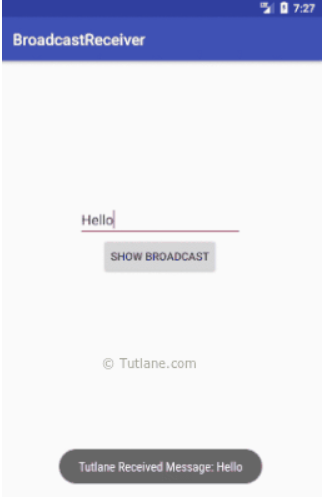 7:27
BroadcastReceiver
Hello
SHOW BROADCAST
© Tutlane.com
Tutlane Received Message: Hello